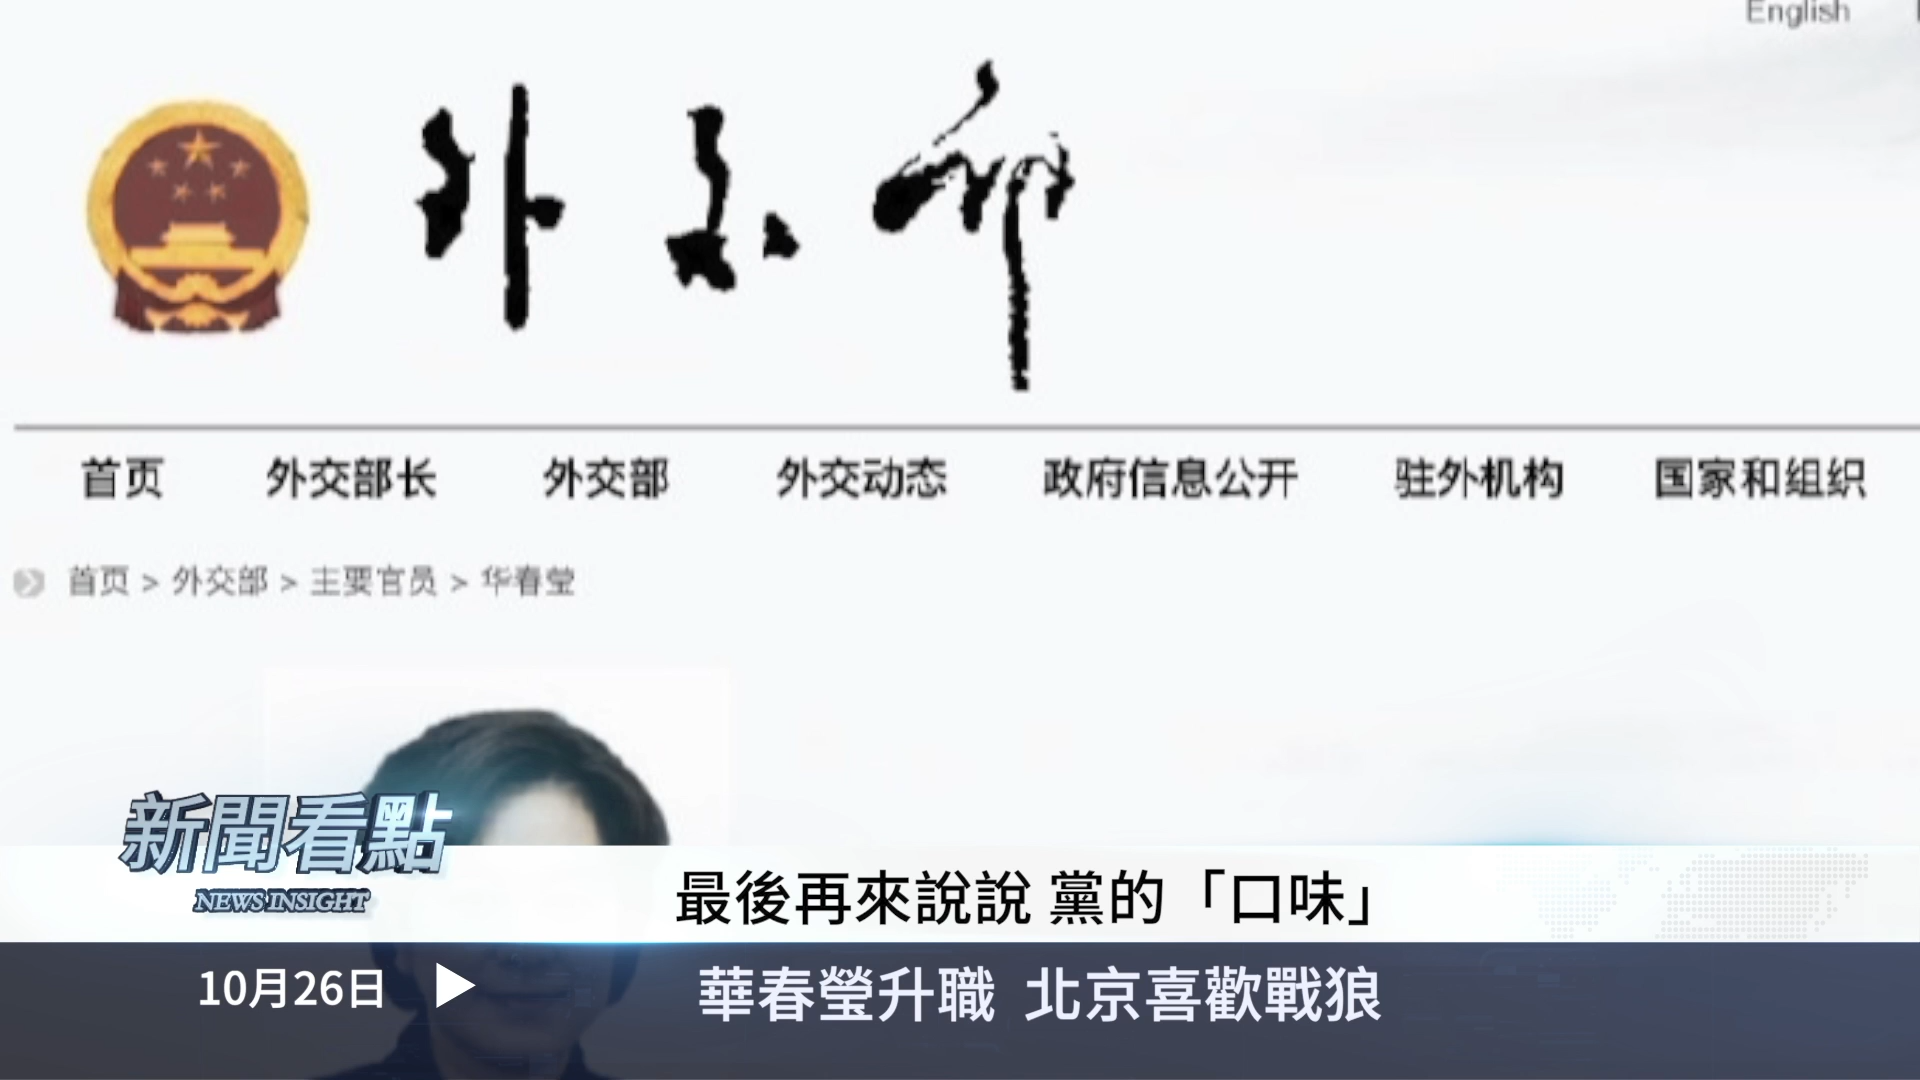 English
外交部
首页 外交部长 外交部 外交动态 政府信息公开 驻外机构 国家和组织
首页 > 外交部 > 主要官员 > 华春莹
新聞看點
NEWS INSIGHT
最後再來說說 黨的「口味」
10月26日
華春瑩升職 北京喜歡戰狼